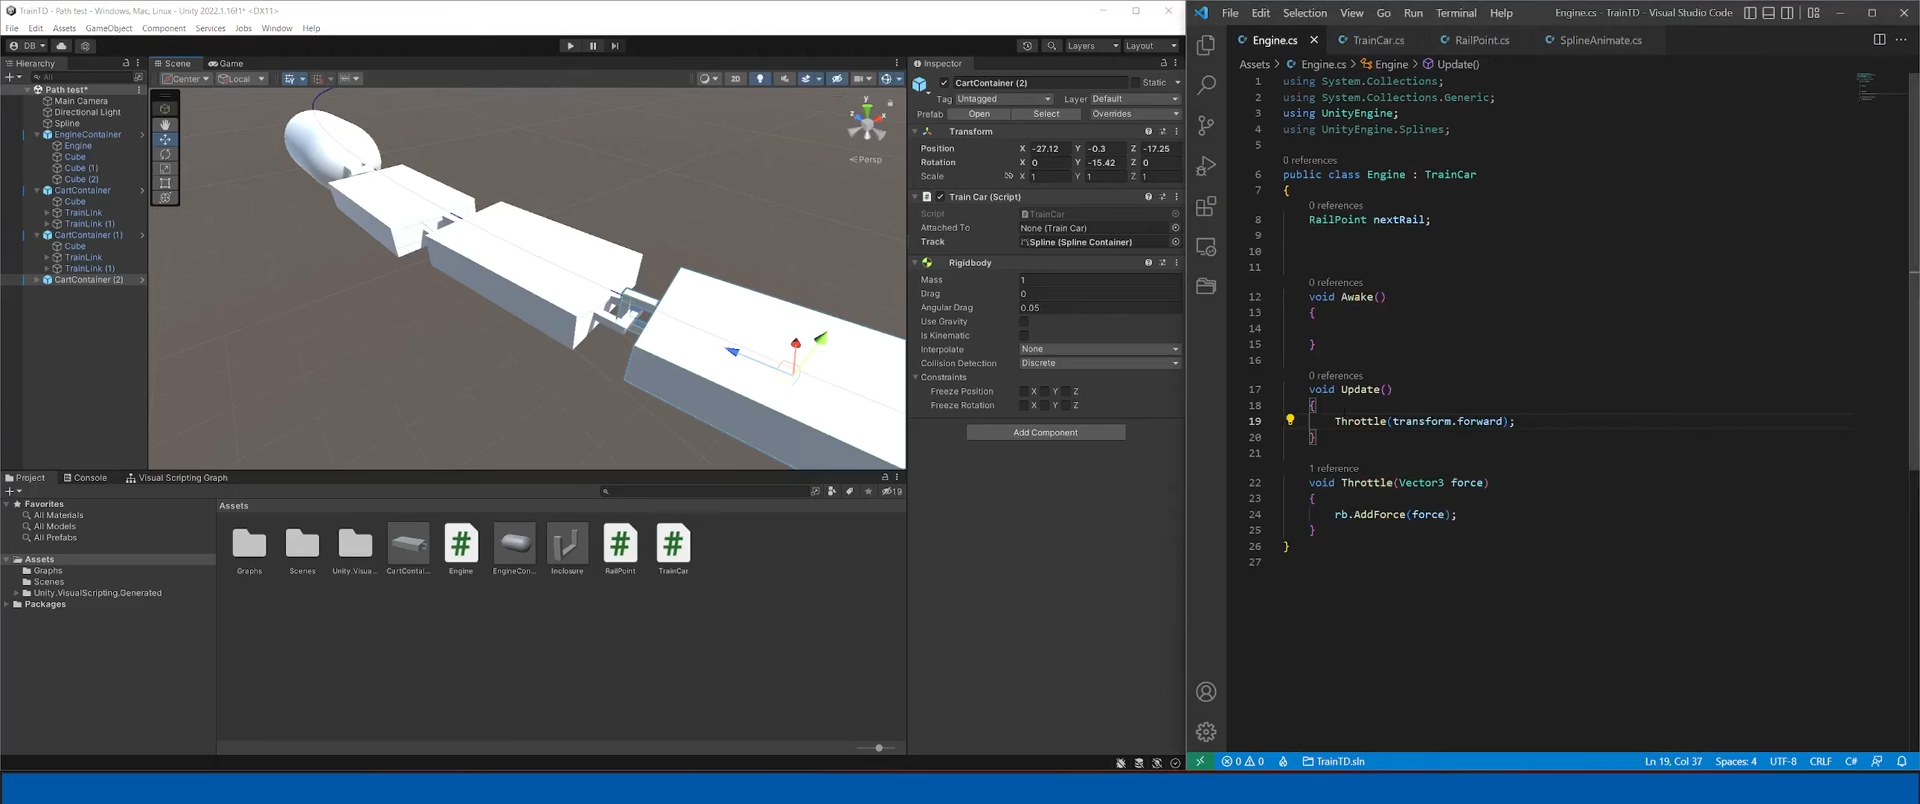 TrainTD - Path test - Windows, Mac, Linux - Unity 2022.1.16f1* <DX11>
File Edit Assets GameObject Component Services Jobs Window Help
DB
Layers Layout
Hierarchy
All
Path test*
Main Camera
Directional Light
Spline
EngineContainer
Engine
Cube
Cube (1)
Cube (2)
CartContainer
Cube
TrainLink
TrainLink (1)
CartContainer (1)
Cube
TrainLink
TrainLink (1)
CartContainer (2)
Scene Game
Center Local
2D
y
x
Persp
Inspector
CartContainer (2) Static
Tag Untagged Layer Default
Prefab Open Select Overrides
Transform
Position X -27.12 Y -0.3 Z -17.25
Rotation X 0 Y -15.42 Z 0
Scale X 1 Y 1 Z 1
Train Car (Script)
Script TrainCar
Attached To None (Train Car)
Track Spline (Spline Container)
Rigidbody
Mass 1
Drag 0
Angular Drag 0.05
Use Gravity
Is Kinematic
Interpolate None
Collision Detection Discrete
Constraints
Freeze Position X Y Z
Freeze Rotation X Y Z
Add Component
Project Console Visual Scripting Graph
19
Favorites
All Materials
All Models
All Prefabs
Assets
Graphs
Scenes
Unity.VisualScripting.Generated
Packages
Assets
Graphs Scenes Unity.Visua... CartContai... Engine EngineCon... Inclosure RailPoint TrainCar
File Edit Selection View Go Run Terminal Help Engine.cs - TrainTD - Visual Studio Code
Engine.cs TrainCar.cs RailPoint.cs SplineAnimate.cs
Assets > Engine.cs > Engine > Update()
1 using System.Collections;
2 using System.Collections.Generic;
3 using UnityEngine;
4 using UnityEngine.Splines;
5
0 references
6 public class Engine : TrainCar
7 {
0 references
8 RailPoint nextRail;
9
10
11
0 references
12 void Awake()
13 {
14
15 }
16
0 references
17 void Update()
18 {
19 Throttle(transform.forward);
20 }
21
1 reference
22 void Throttle(Vector3 force)
23 {
24 rb.AddForce(force);
25 }
26 }
27
0 0 TrainTD.sln Ln 19, Col 37 Spaces: 4 UTF-8 CRLF C#